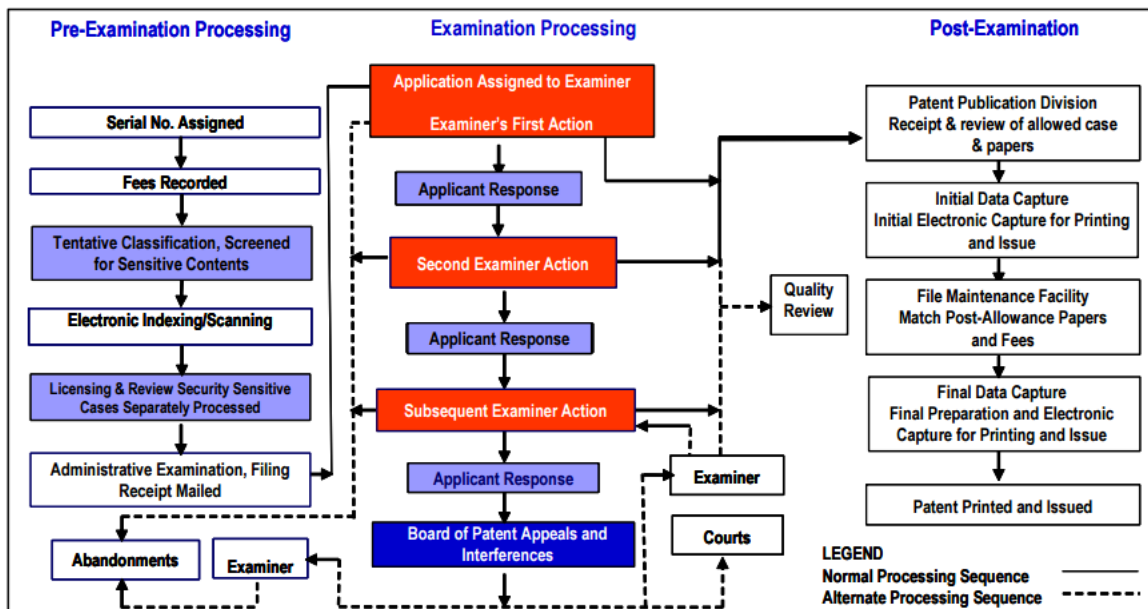 Pre-Examination Processing
Serial No. Assigned
Fees Recorded
Tentative Classification, Screened
for Sensitive Contents
Electronic Indexing/Scanning
Licensing & Review Security Sensitive
Cases Separately Processed
Administrative Examination, Filing
Receipt Mailed
Abandonments
Examiner
Examination Processing
Application Assigned to Examiner
Examiner's First Action
Applicant Response
Second Examiner Action
Applicant Response
Subsequent Examiner Action
Applicant Response
Board of Patent Appeals and
Interferences
Examiner
Courts
Quality
Review
Post-Examination
Patent Publication Division
Receipt & review of allowed case
& papers
Initial Data Capture
Initial Electronic Capture for Printing
and Issue
File Maintenance Facility
Match Post-Allowance Papers
and Fees
Final Data Capture
Final Preparation and Electronic
Capture for Printing and Issue
Patent Printed and Issued
LEGEND
Normal Processing Sequence
Alternate Processing Sequence